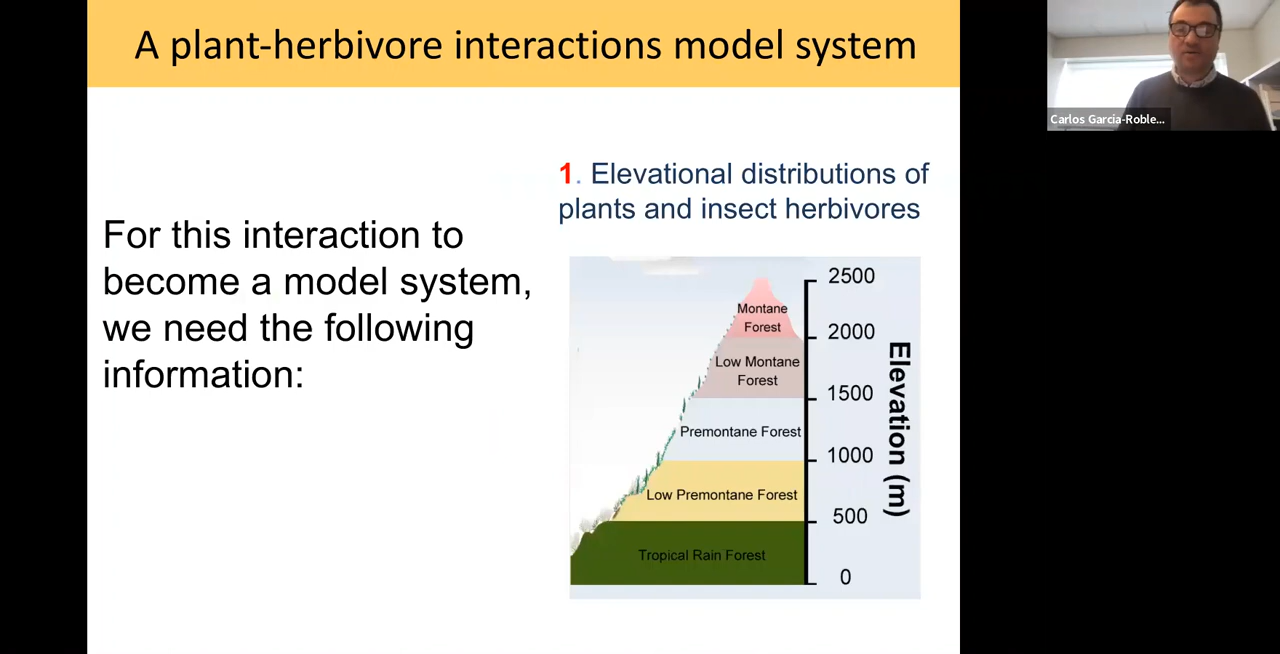 A plant-herbivore interactions model system
Carlos García-Roble...
For this interaction to
become a model system,
we need the following
information:
1. Elevational distributions of
plants and insect herbivores
2500
Montane
Forest
2000
Low Montane
Forest
1500
Premontane Forest
1000
Low Premontane Forest
500
Tropical Rain Forest
0
Elevation (m)